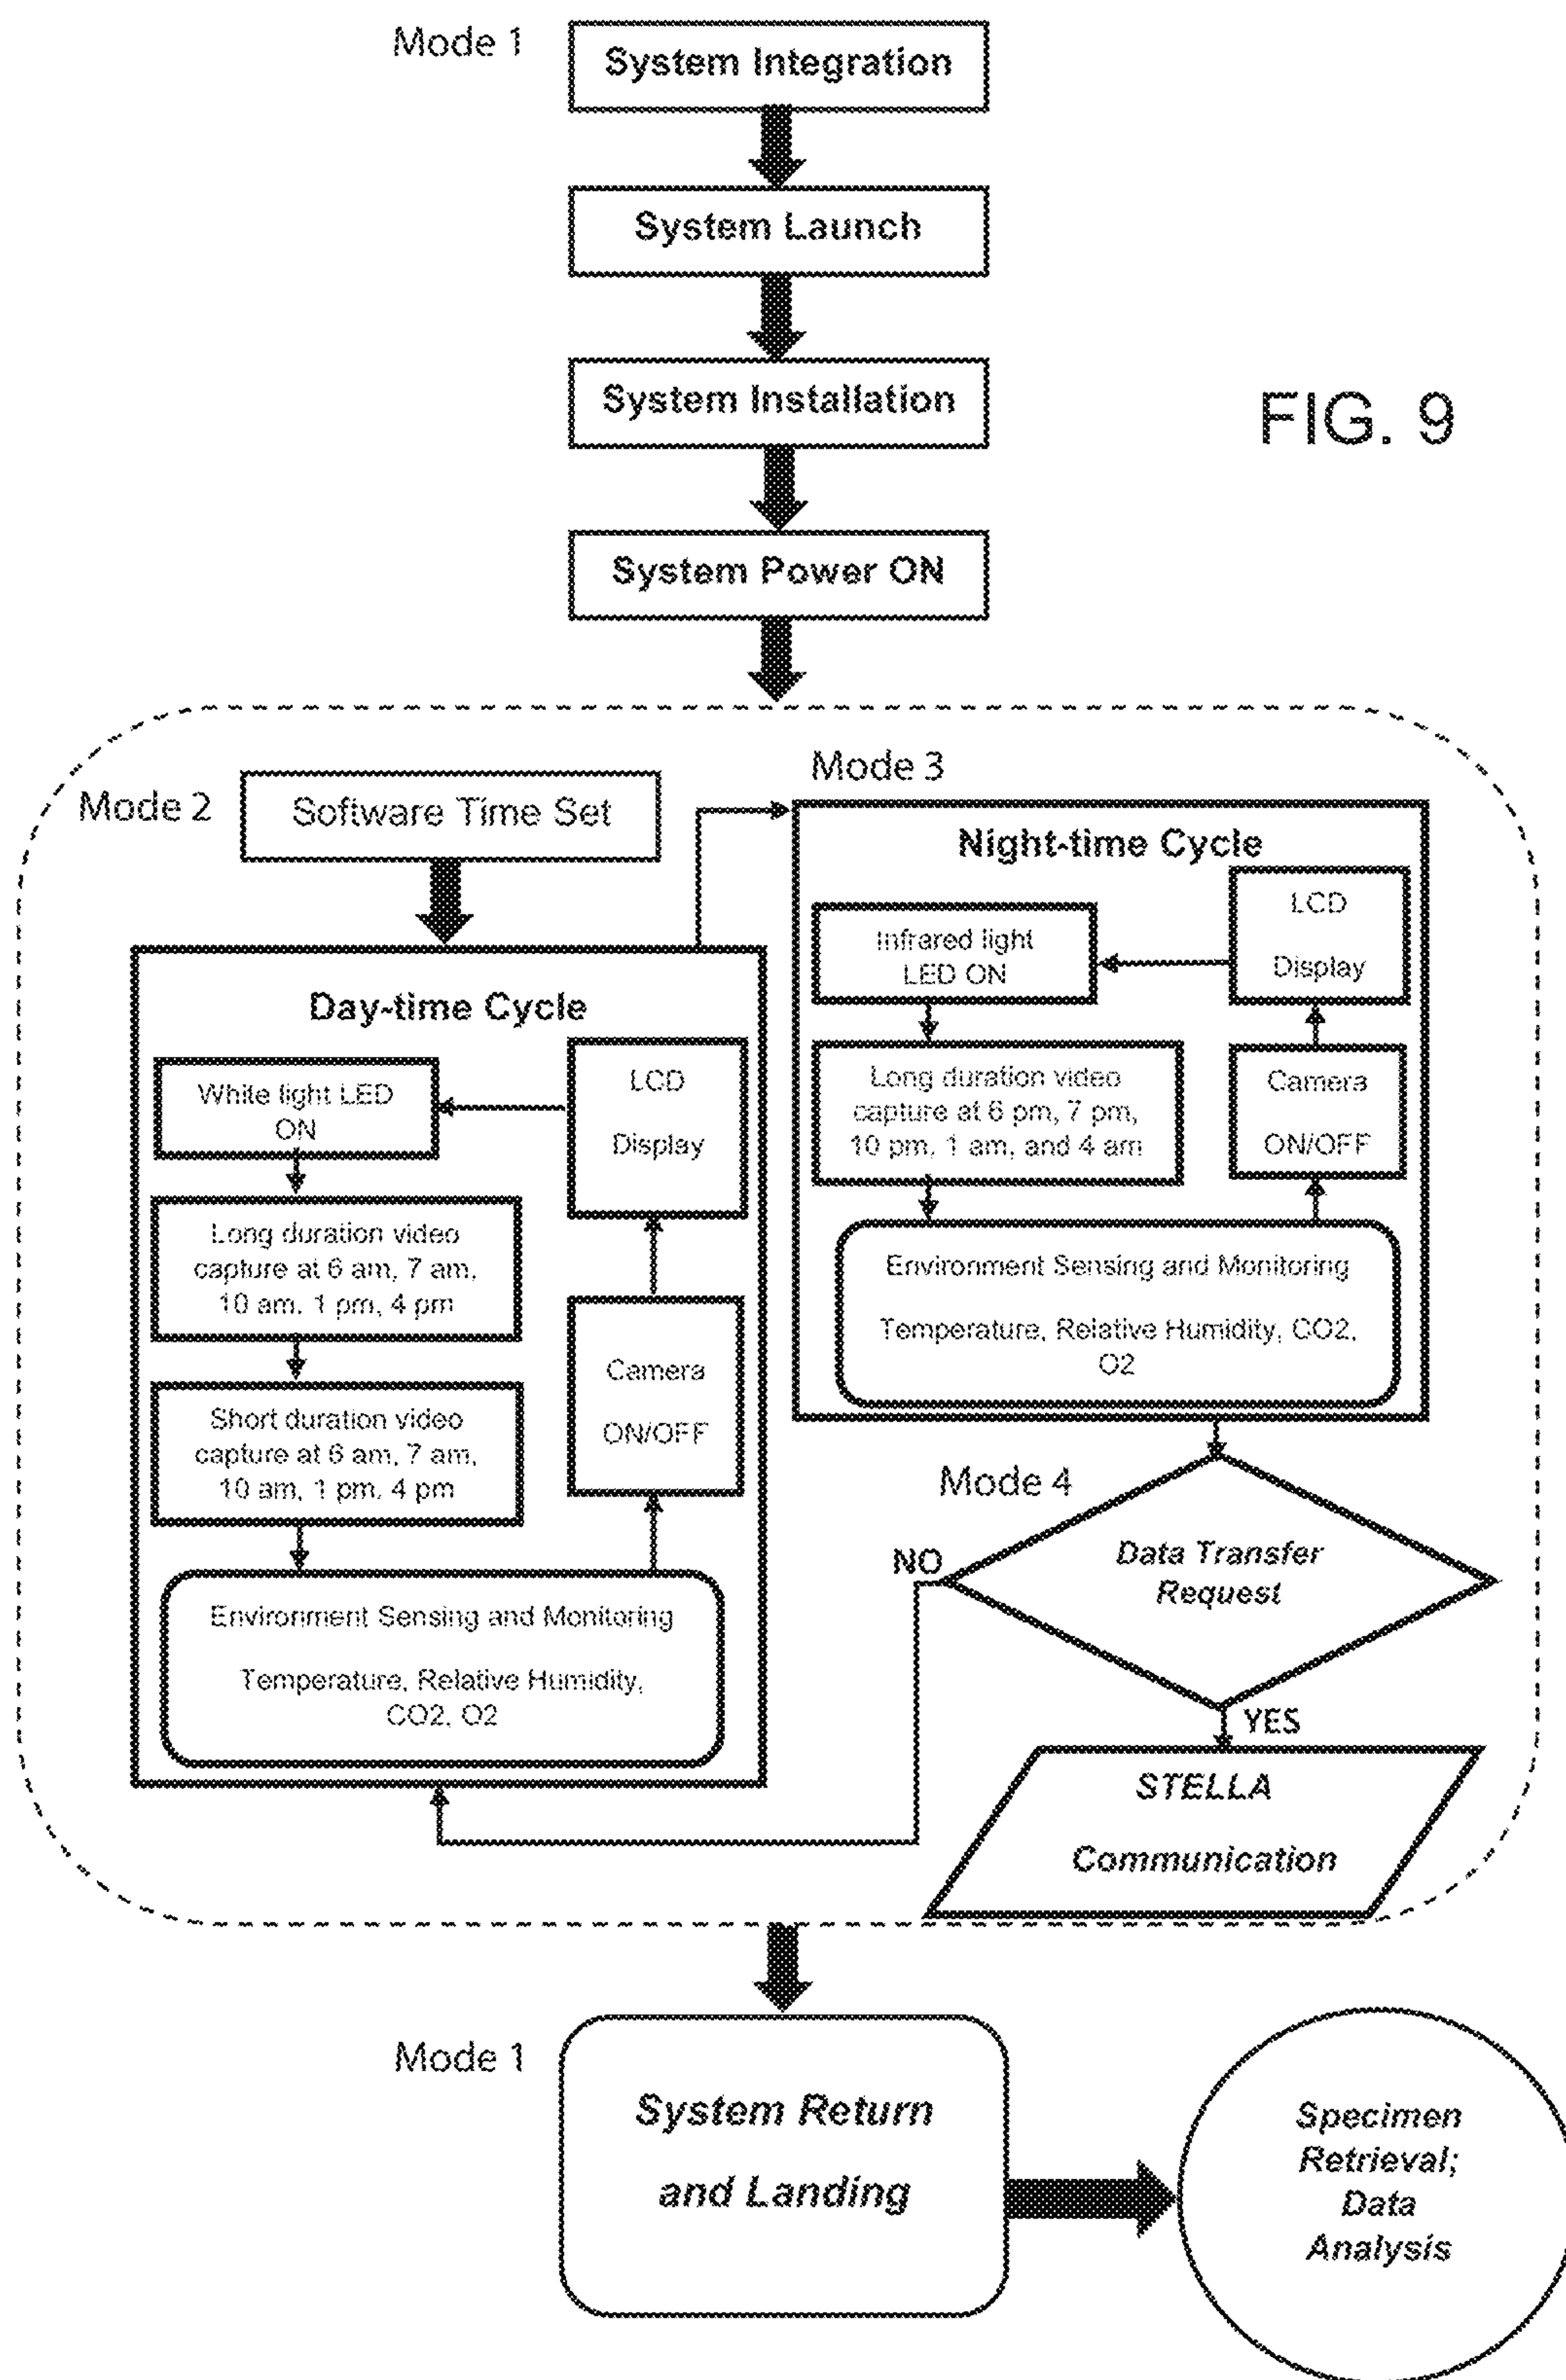 Mode 1
System Integration
System Launch
System Installation
FIG. 9
System Power ON
Mode 2
Software Time Set
Day-time Cycle
White light LED
ON
Long duration video
capture at 6 am, 7 am,
10 am, 1 pm, 4 pm
Short duration video
capture at 6 am, 7 am,
10 am, 1 pm, 4 pm
Environment Sensing and Monitoring
Temperature, Relative Humidity,
CO2, O2
Camera
ON/OFF
LCD
Display
Mode 3
Night-time Cycle
Infrared light
LED ON
Long duration video
capture at 6 pm, 7 pm,
10 pm, 1 am, and 4 am
Environment Sensing and Monitoring
Temperature, Relative Humidity, CO2,
O2
Camera
ON/OFF
LCD
Display
Mode 4
Data Transfer
Request
NO
YES
STELLA
Communication
Mode 1
System Return
and Landing
Specimen
Retrieval;
Data
Analysis